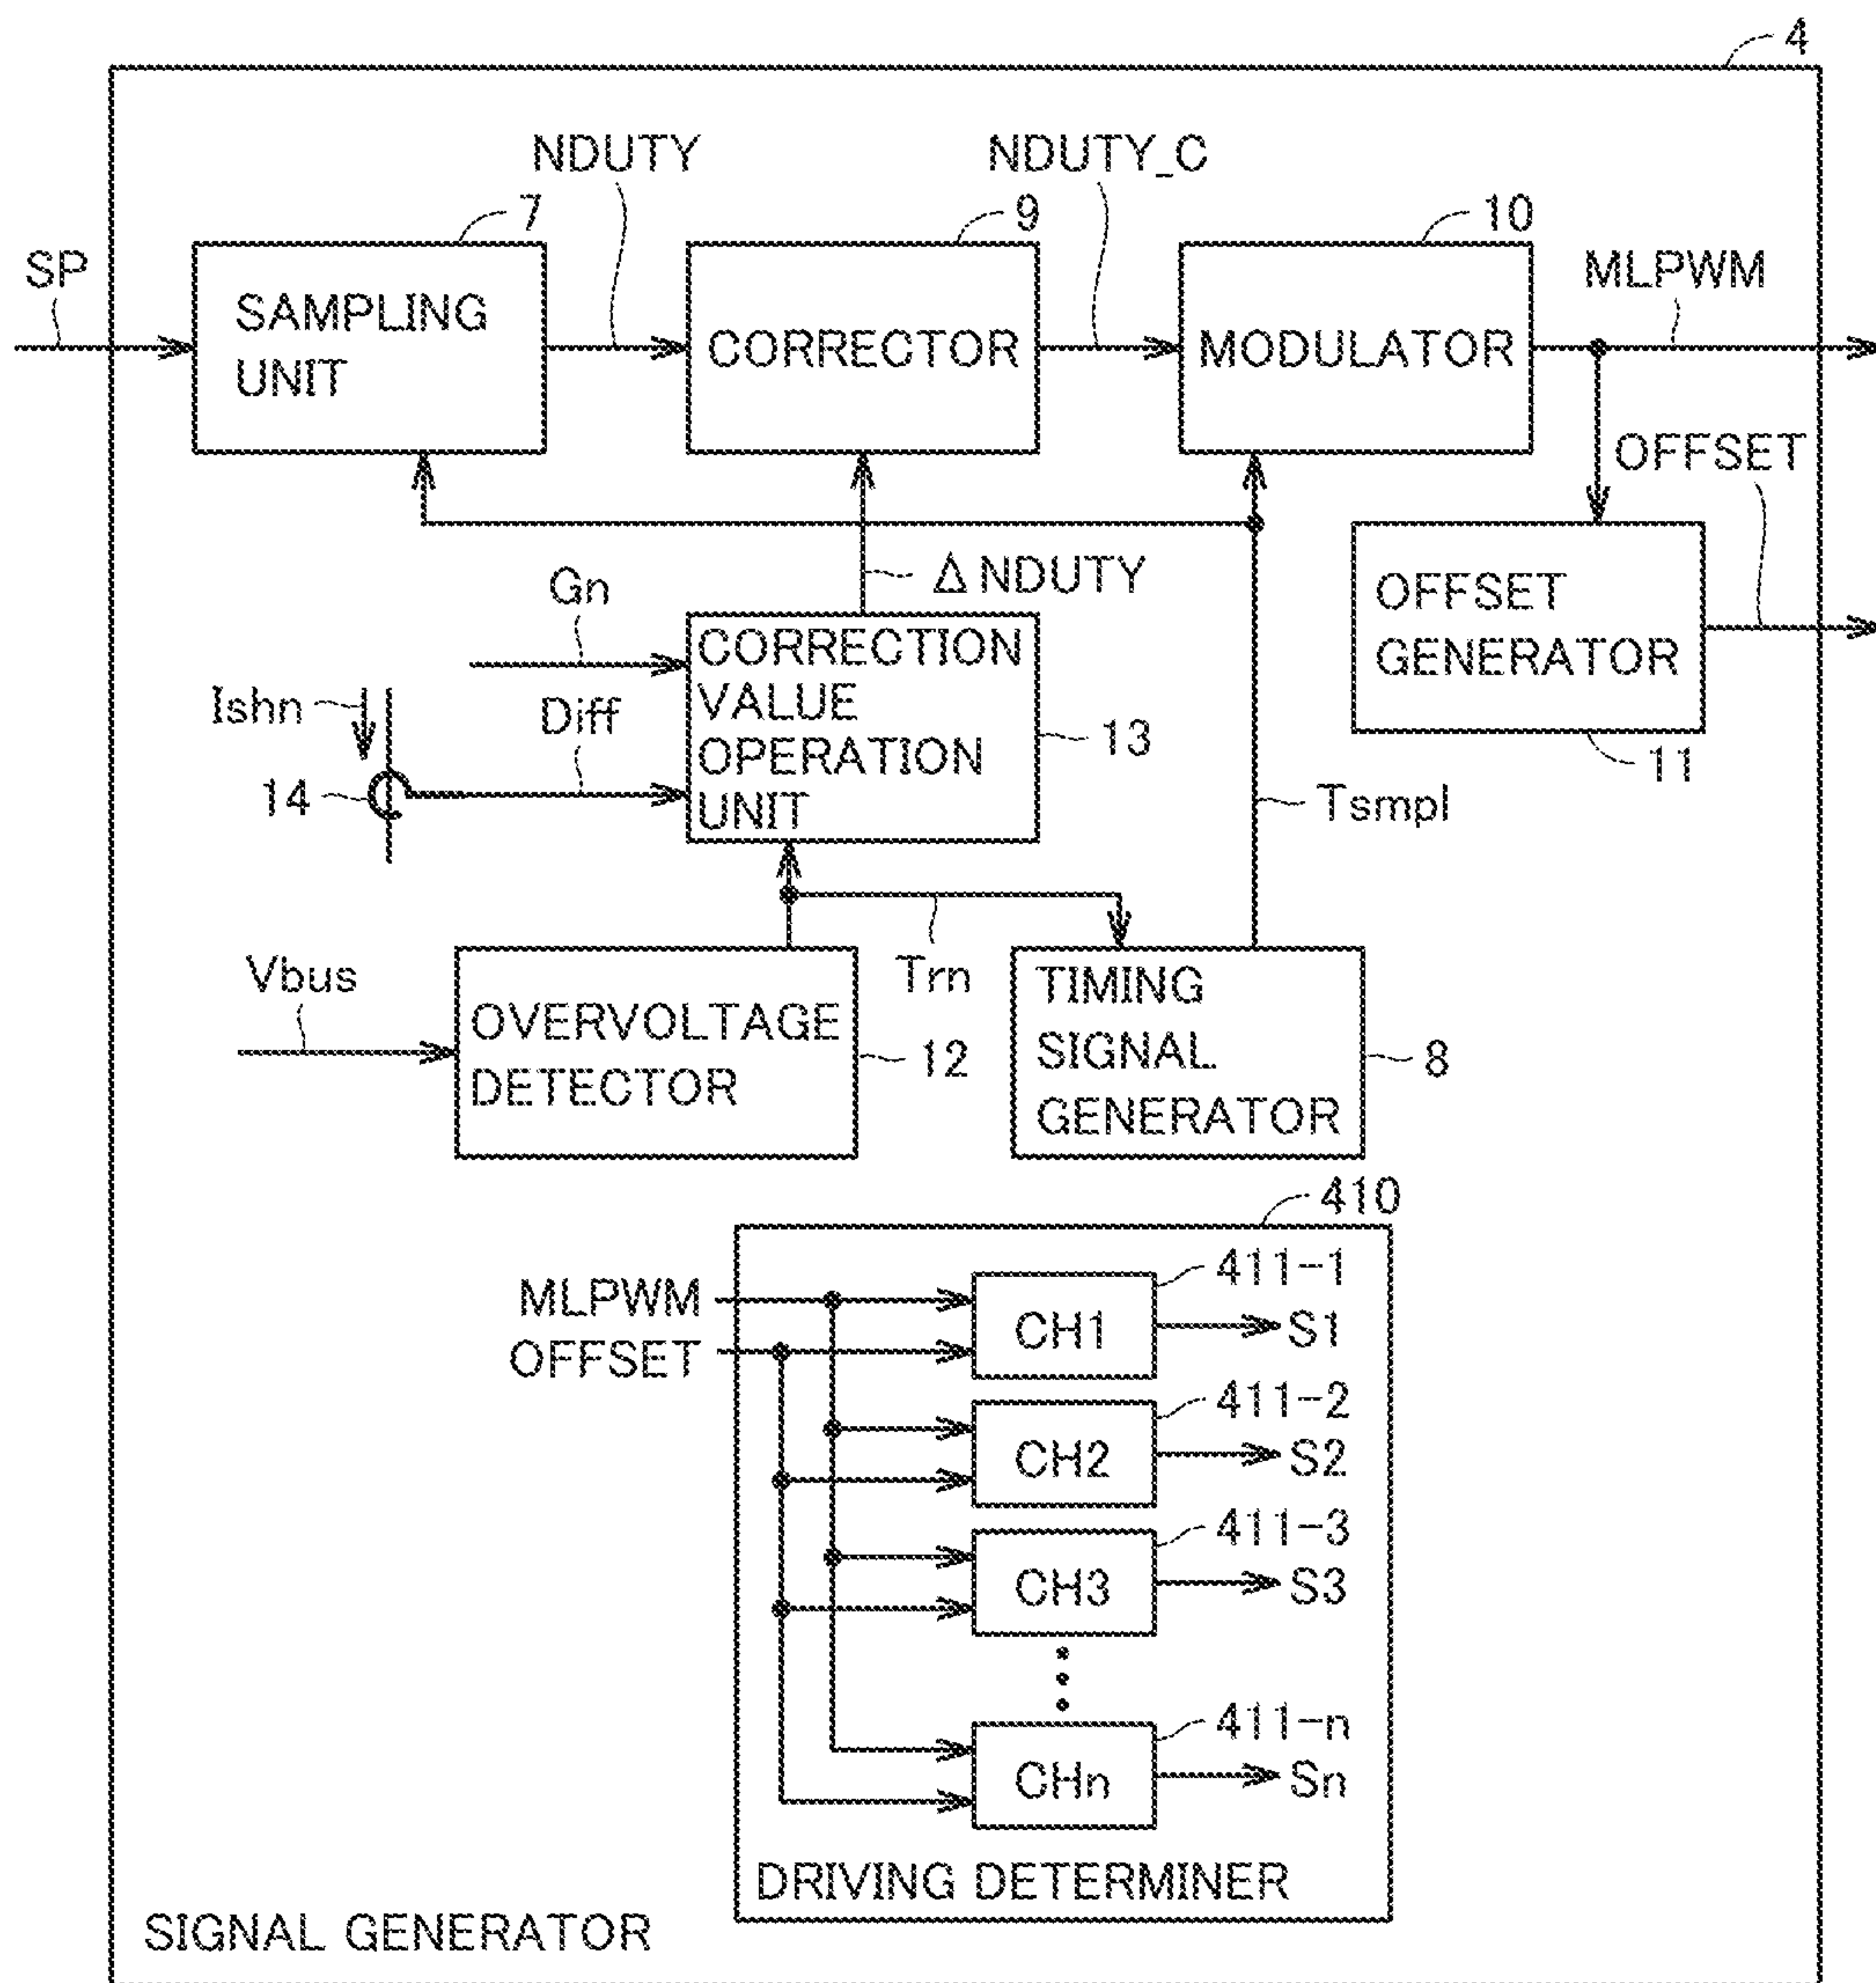 4
NDUTY
NDUTY_C
7
9
10
SP
MLPWM
SAMPLING
UNIT
CORRECTOR
MODULATOR
OFFSET
Δ NDUTY
Gn
OFFSET
GENERATOR
CORRECTION
VALUE
OPERATION
UNIT
Ishn
Diff
13
11
14
Tsmpl
Vbus
Trn
OVERVOLTAGE
DETECTOR
12
TIMING
SIGNAL
GENERATOR
8
410
MLPWM
OFFSET
411-1
CH1
S1
411-2
CH2
S2
411-3
CH3
S3
411-n
CHn
Sn
DRIVING DETERMINER
SIGNAL GENERATOR